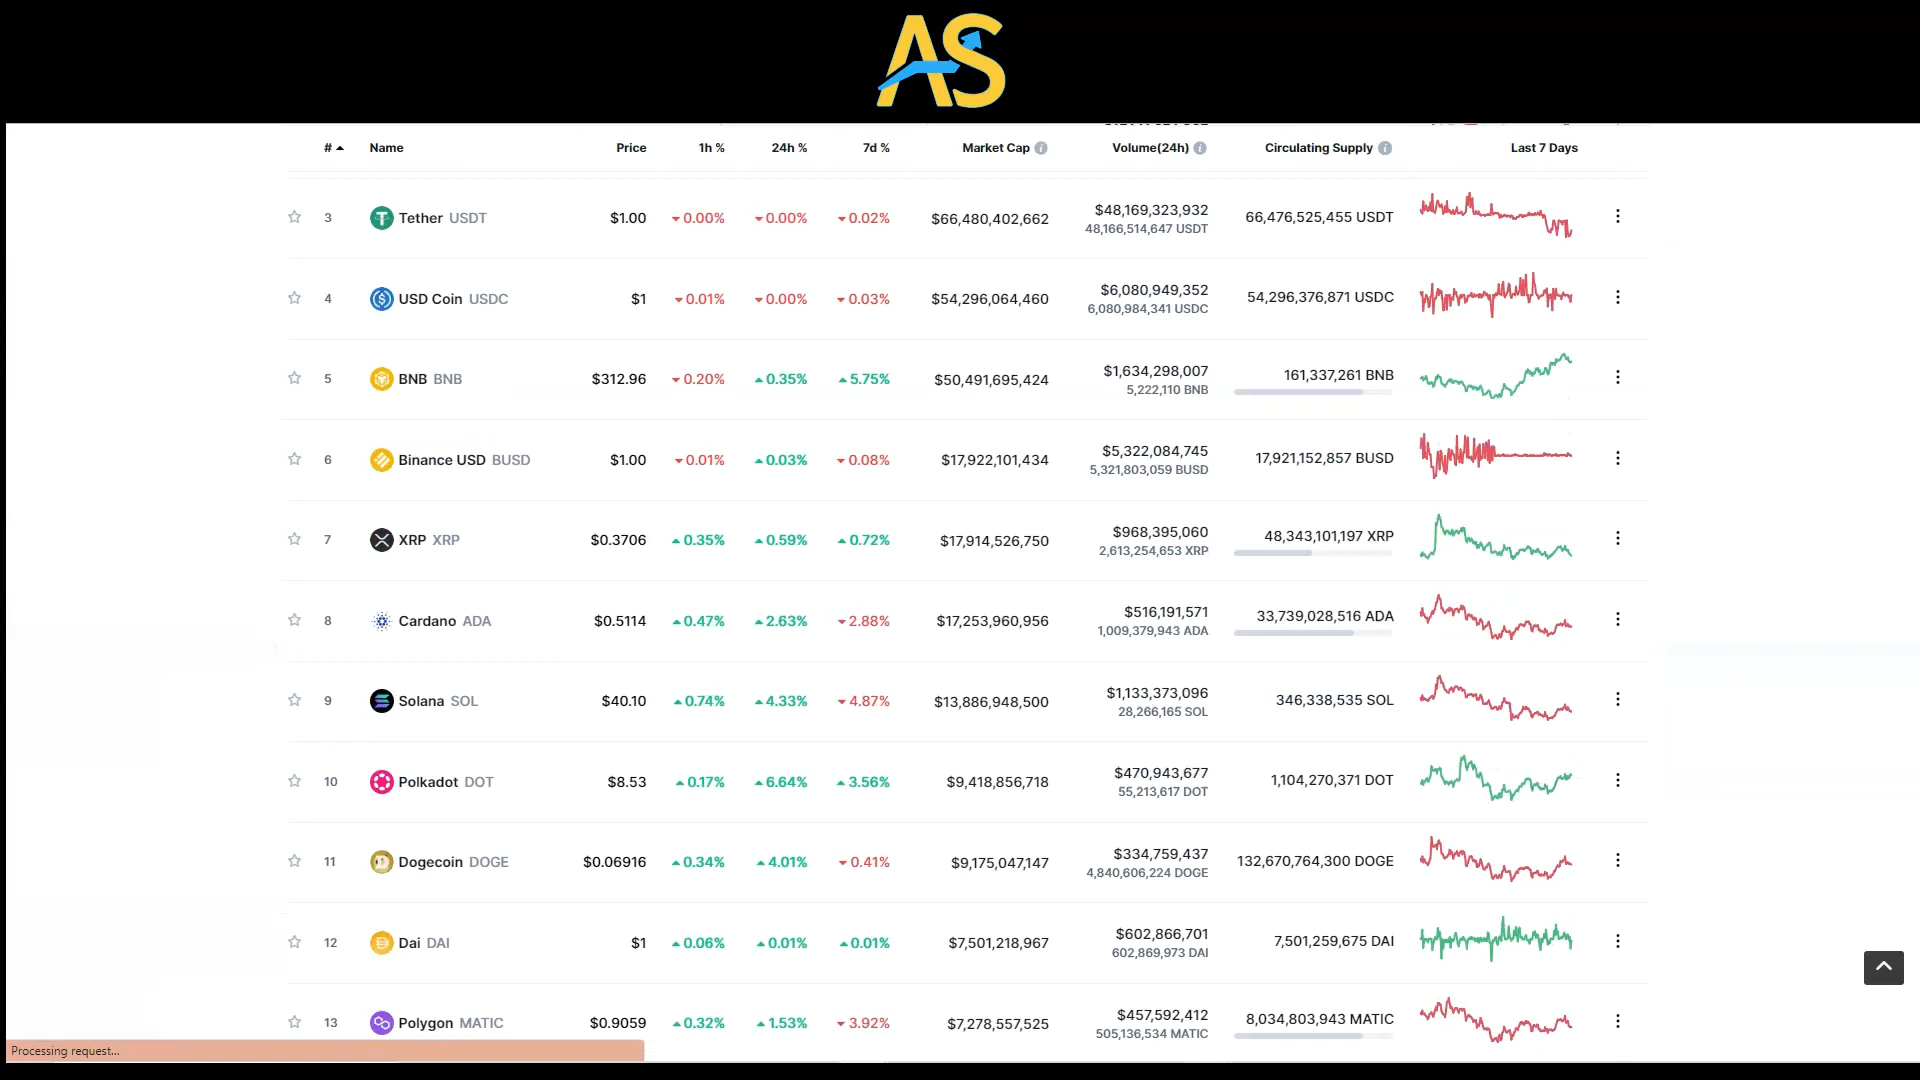 AS
# Name Price 1h % 24h % 7d % Market Cap Volume(24h) Circulating Supply Last 7 Days
3 Tether USDT $1.00 0.00% 0.00% 0.02% $66,480,402,662 $48,169,323,932 66,476,525,455 USDT
48,166,514,647 USDT
4 USD Coin USDC $1 0.01% 0.00% 0.03% $54,296,064,460 $6,080,949,352 54,296,376,871 USDC
6,080,984,341 USDC
5 BNB BNB $312.96 0.20% 0.35% 5.75% $50,491,695,424 $1,634,298,007 161,337,261 BNB
5,222,110 BNB
6 Binance USD BUSD $1.00 0.01% 0.03% 0.08% $17,922,101,434 $5,322,084,745 17,921,152,857 BUSD
5,321,803,059 BUSD
7 XRP XRP $0.3706 0.35% 0.59% 0.72% $17,914,526,750 $968,395,060 48,343,101,197 XRP
2,613,254,653 XRP
8 Cardano ADA $0.5114 0.47% 2.63% 2.88% $17,253,960,956 $516,191,571 33,739,028,516 ADA
1,009,379,943 ADA
9 Solana SOL $40.10 0.74% 4.33% 4.87% $13,886,948,500 $1,133,373,096 346,338,535 SOL
28,266,165 SOL
10 Polkadot DOT $8.53 0.17% 6.64% 3.56% $9,418,856,718 $470,943,677 1,104,270,371 DOT
55,213,617 DOT
11 Dogecoin DOGE $0.06916 0.34% 4.01% 0.41% $9,175,047,147 $334,759,437 132,670,764,300 DOGE
4,840,606,224 DOGE
12 Dai DAI $1 0.06% 0.01% 0.01% $7,501,218,967 $602,866,701 7,501,259,675 DAI
602,869,973 DAI
13 Polygon MATIC $0.9059 0.32% 1.53% 3.92% $7,278,557,525 $457,592,412 8,034,803,943 MATIC
505,136,534 MATIC
Processing request...